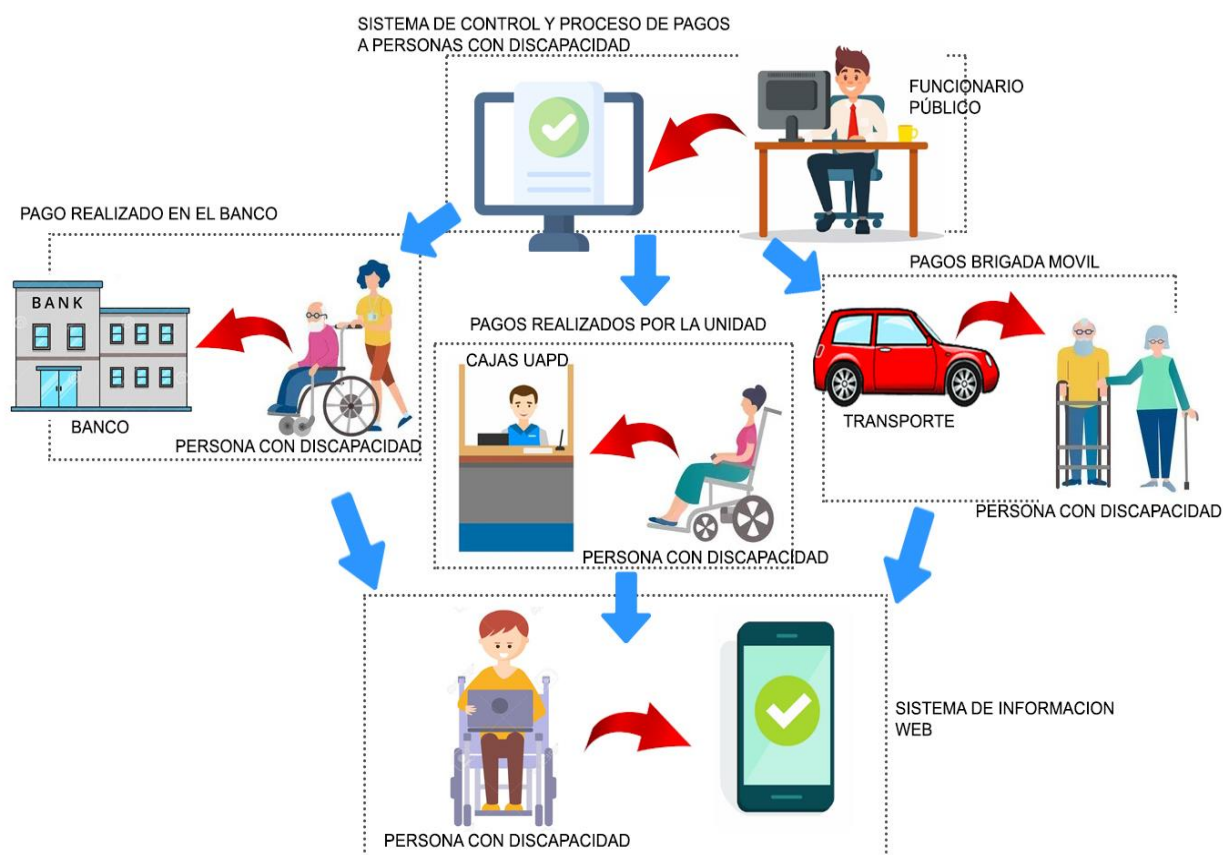 SISTEMA DE CONTROL Y PROCESO DE PAGOS
A PERSONAS CON DISCAPACIDAD
FUNCIONARIO
PÚBLICO
PAGO REALIZADO EN EL BANCO
BANK
BANCO
PERSONA CON DISCAPACIDAD
PAGOS REALIZADOS POR LA UNIDAD
CAJAS UAPD
PERSONA CON DISCAPACIDAD
PAGOS BRIGADA MOVIL
TRANSPORTE
PERSONA CON DISCAPACIDAD
PERSONA CON DISCAPACIDAD
SISTEMA DE INFORMACION
WEB